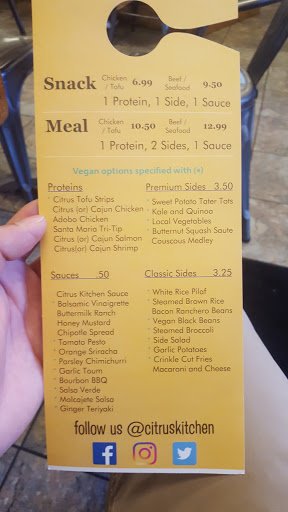 Snack Chicken / Tofu 6.99 Beef / Seafood 9.50
1 Protein, 1 Side, 1 Sauce
Meal Chicken / Tofu 10.50 Beef / Seafood 12.99
1 Protein, 2 Sides, 1 Sauce
Vegan options specified with (*)
Proteins
* Citrus Tofu Strips
Citrus (or) Cajun Chicken
Adobo Chicken
Santa Maria Tri-Tip
Citrus (or) Cajun Salmon
Citrus(or) Cajun Shrimp
Premium Sides 3.50
* Sweet Potato Tater Tots
* Kale and Quinoa
* Local Vegetables
* Butternut Squash Saute
Couscous Medley
Sauces .50
Citrus Kitchen Sauce
* Balsamic Vinaigrette
Buttermilk Ranch
Honey Mustard
Chipotle Spread
Tomato Pesto
* Orange Sriracha
* Parsley Chimichurri
* Garlic Toum
* Bourbon BBQ
* Salsa Verde
* Molcajete Salsa
* Ginger Teriyaki
Classic Sides 3.25
* White Rice Pilaf
* Steamed Brown Rice
Bacon Ranchero Beans
* Vegan Black Beans
* Steamed Broccoli
* Side Salad
* Garlic Potatoes
* Crinkle Cut Fries
Macaroni and Cheese
follow us @citruskitchen